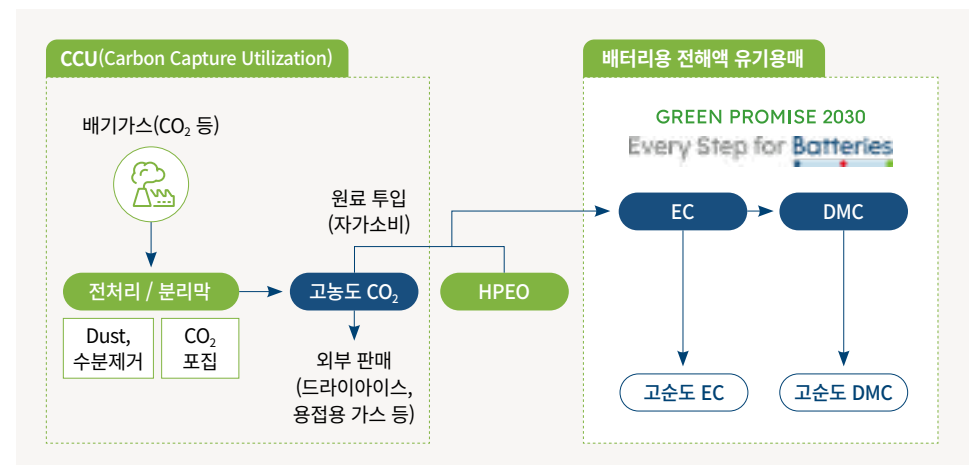 CCU(Carbon Capture Utilization)
배기가스(CO₂ 등)
전처리 / 분리막
Dust,
수분제거
CO₂
포집
원료 투입
(자가소비)
고농도 CO₂
외부 판매
(드라이아이스,
용접용 가스 등)
HPEO
배터리용 전해액 유기용매
GREEN PROMISE 2030
Every Step for Batteries
EC
DMC
고순도 EC
고순도 DMC